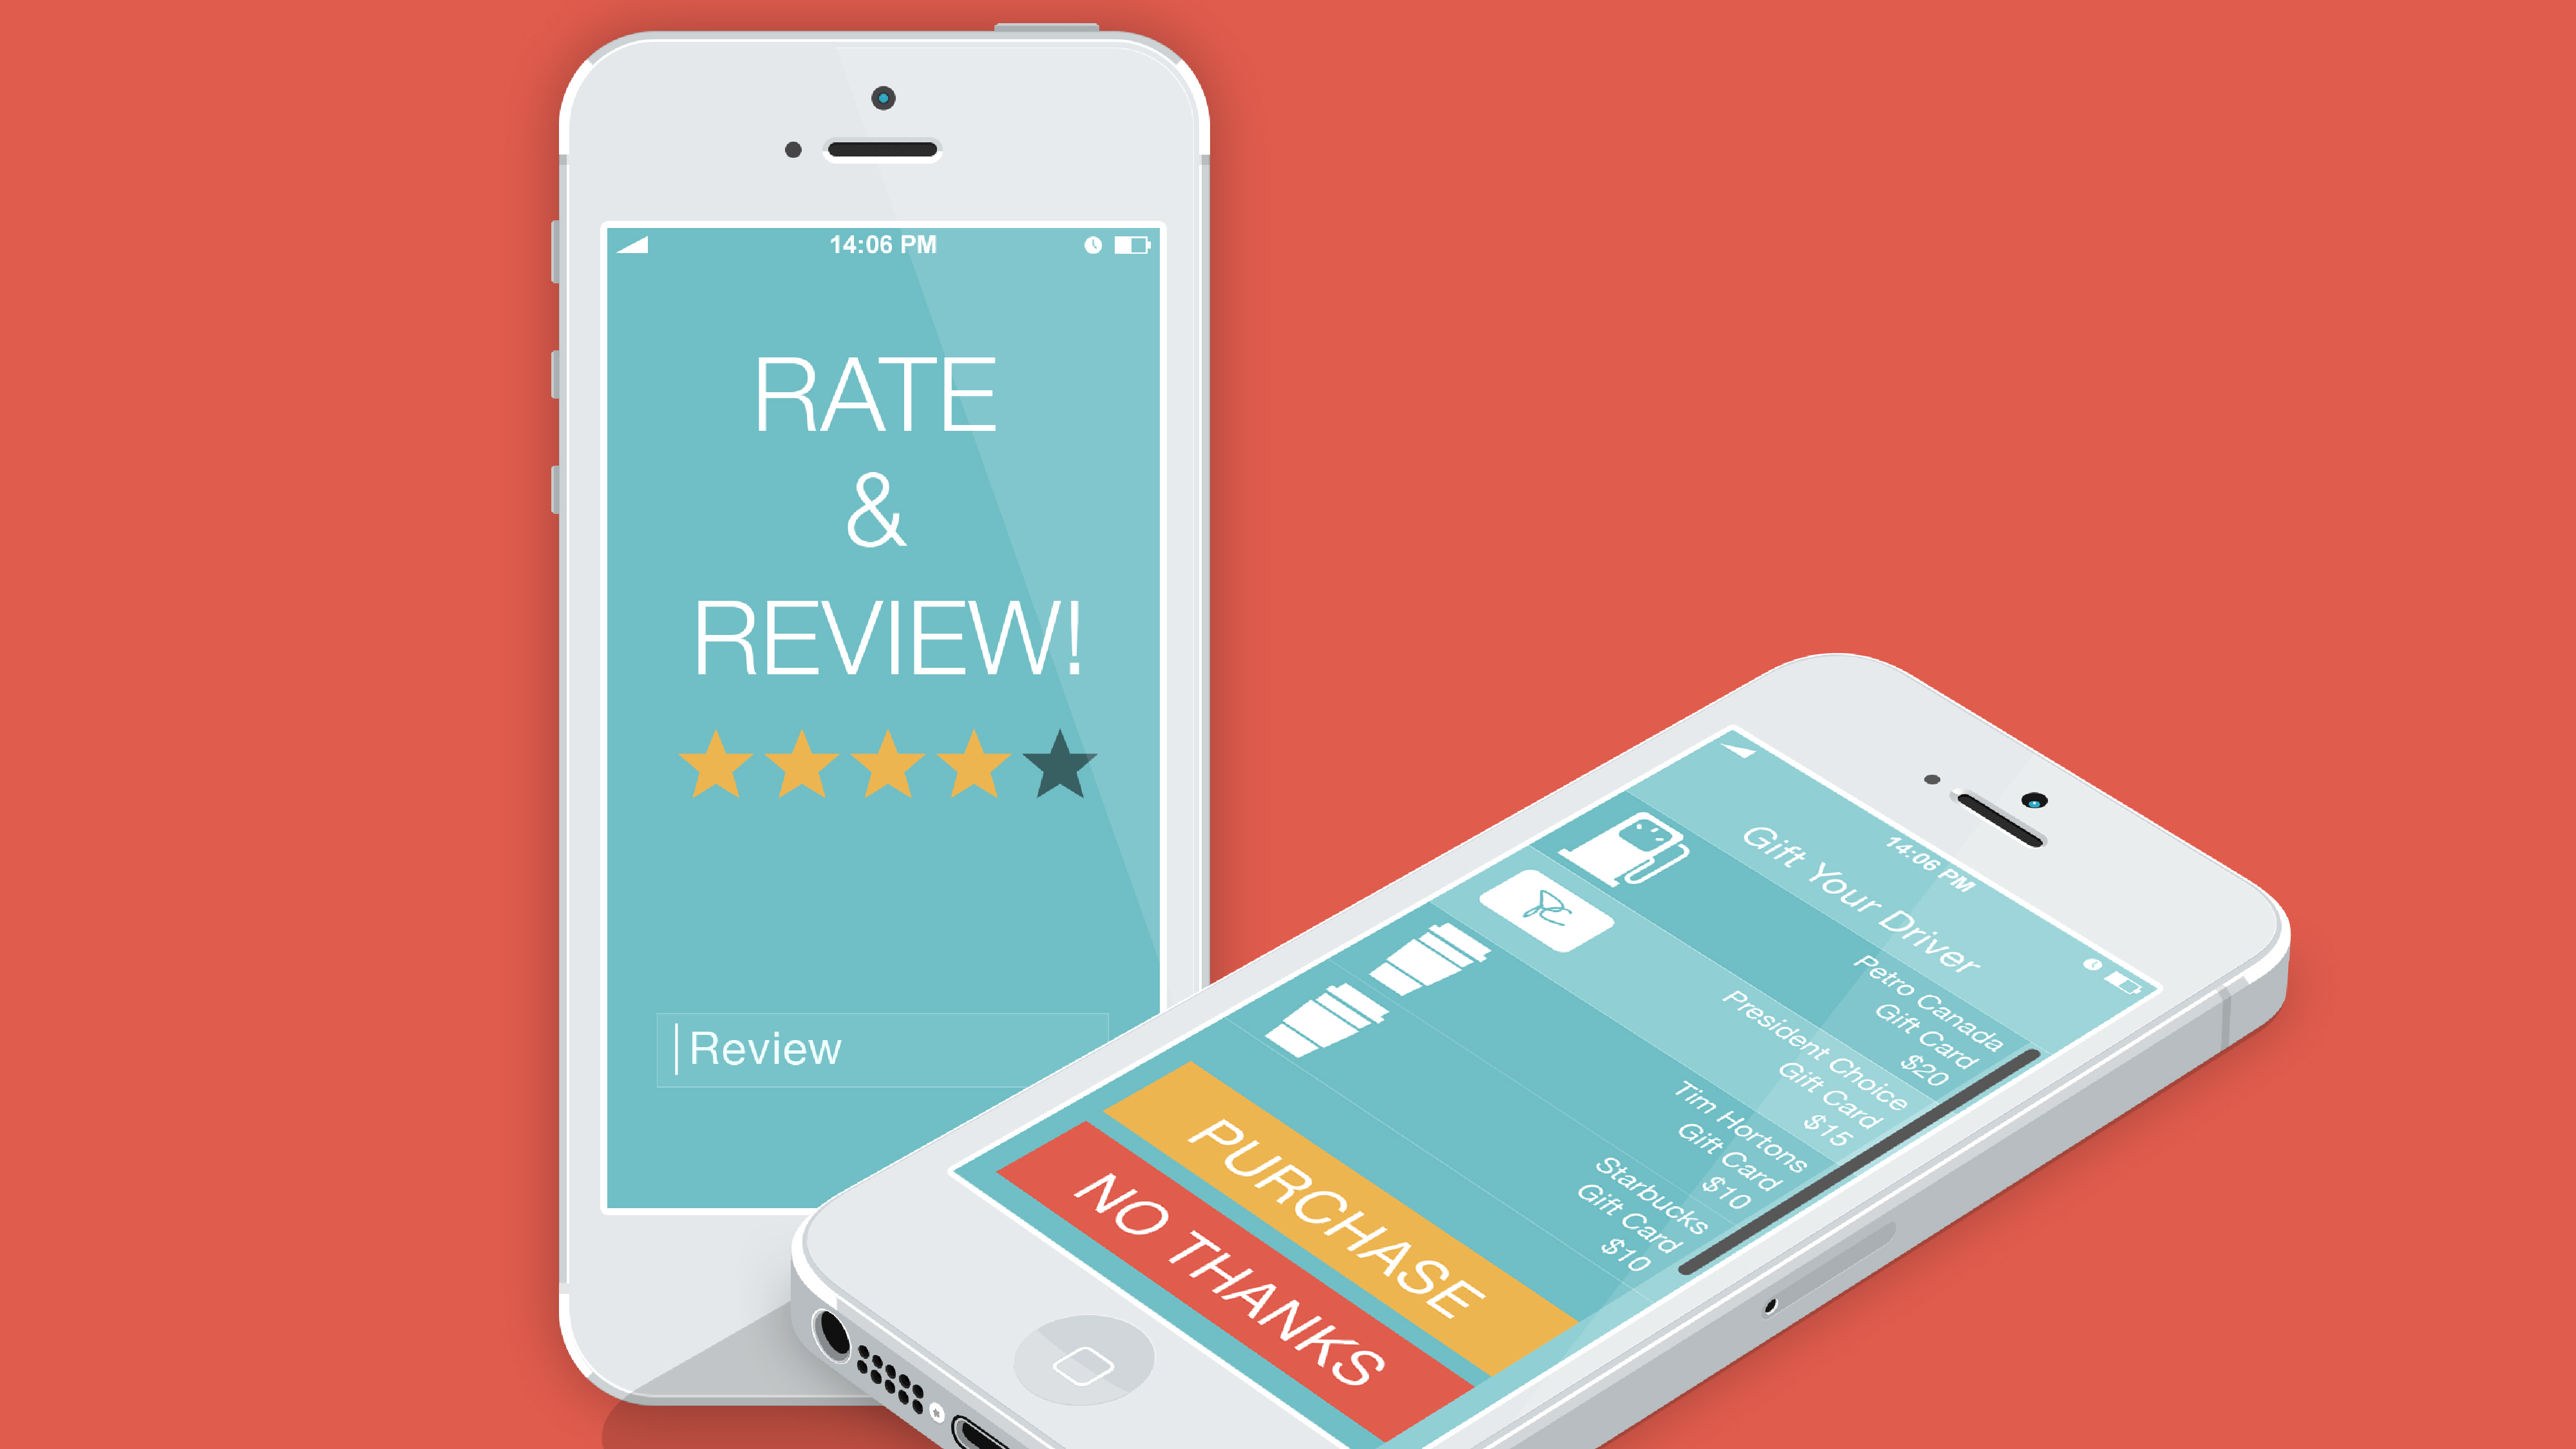 14:06 PM
RATE
&
REVIEW!
Review
14:06 PM
Gift Your Driver
Petro Canada
Gift Card
$20
President Choice
Gift Card
$15
Tim Hortons
Gift Card
$10
Starbucks
Gift Card
$10
PURCHASE
NO THANKS